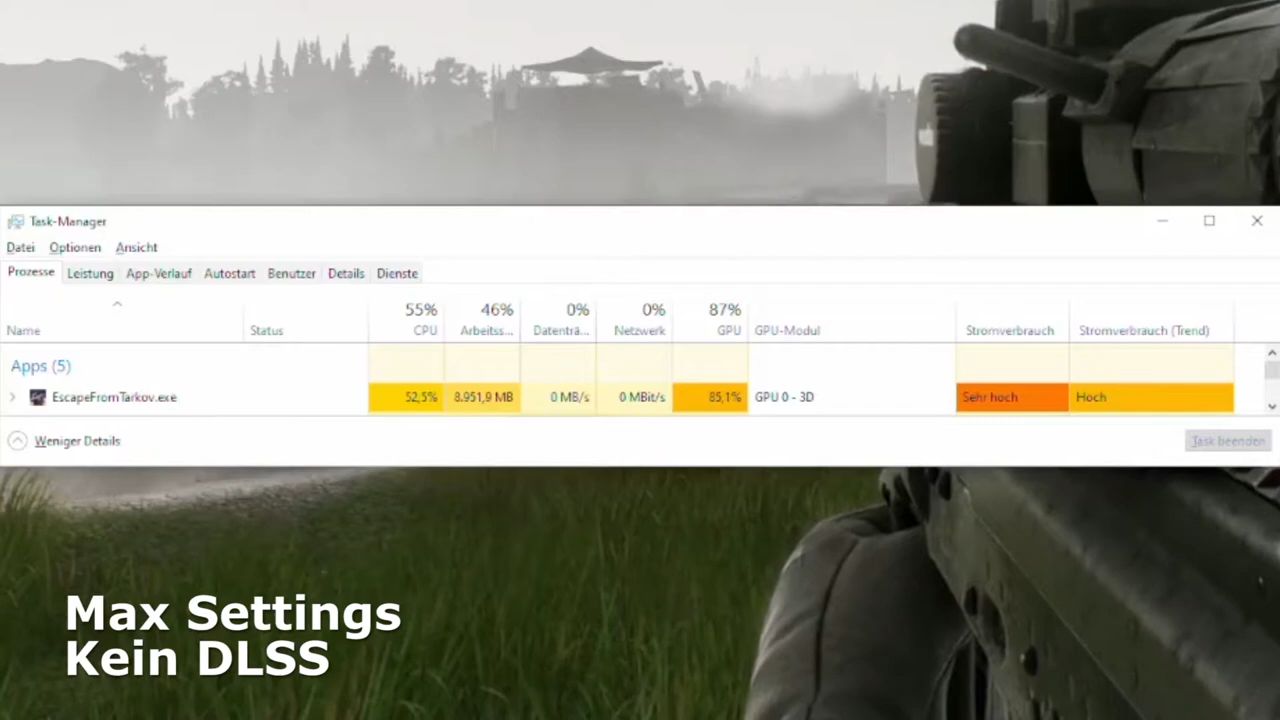 Task-Manager
Datei Optionen Ansicht
Prozesse Leistung App-Verlauf Autostart Benutzer Details Dienste
55% 46% 0% 0% 87%
Name Status CPU Arbeitss... Datenträ... Netzwerk GPU GPU-Modul Stromverbrauch Stromverbrauch (Trend)
Apps (5)
EscapeFromTarkov.exe 52,5% 8.951,9 MB 0 MB/s 0 MBit/s 85,1% GPU 0 - 3D Sehr hoch Hoch
Weniger Details Task beenden
Max Settings
Kein DLSS